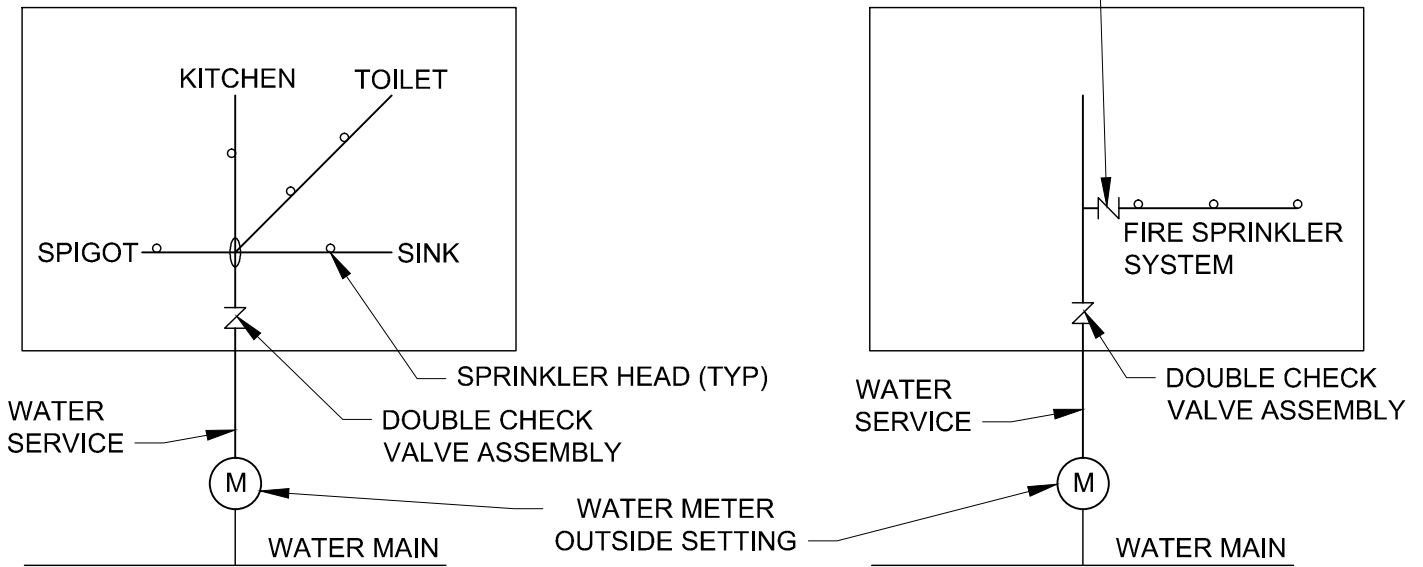 KITCHEN
TOILET
SPIGOT
SINK
SPRINKLER HEAD (TYP)
WATER
SERVICE
DOUBLE CHECK
VALVE ASSEMBLY
M
WATER METER
OUTSIDE SETTING
WATER MAIN
FIRE SPRINKLER
SYSTEM
WATER
SERVICE
DOUBLE CHECK
VALVE ASSEMBLY
M
WATER MAIN